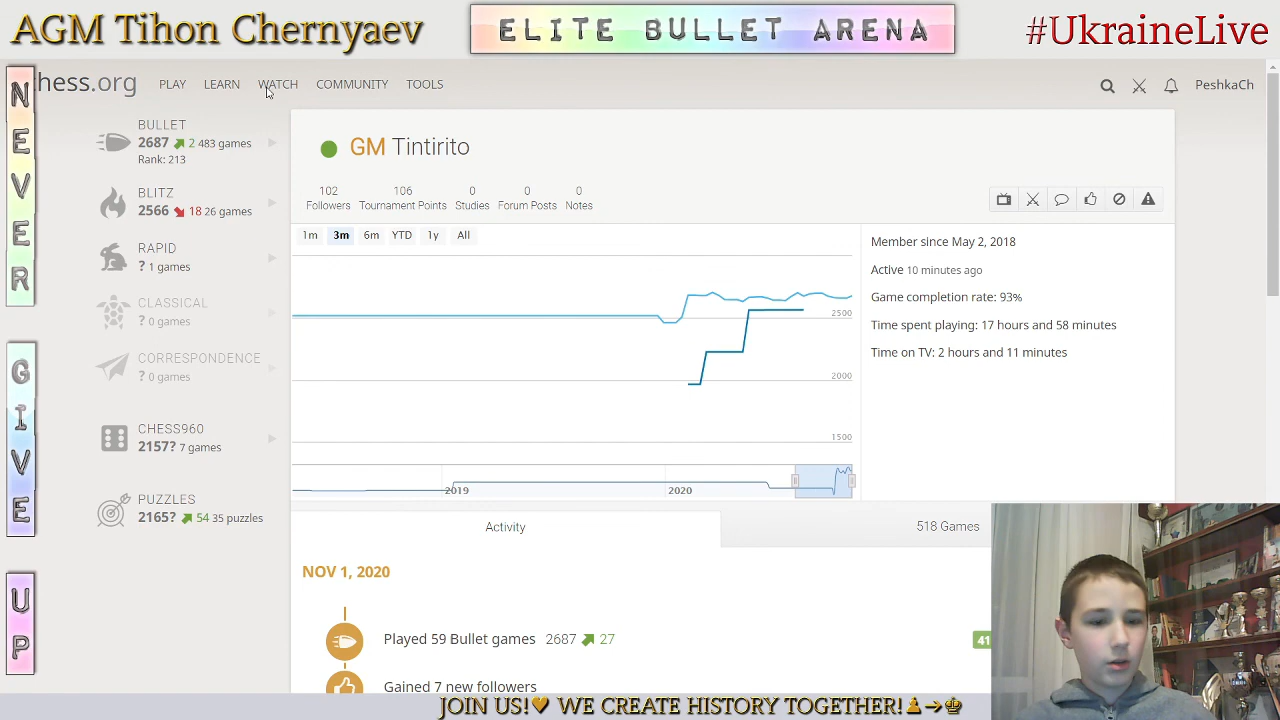 AGM Tihon Chernyaev
ELITE BULLET ARENA
#UkraineLive
NEVER
GIVE
UP
hess.org
PLAY
LEARN
WATCH
COMMUNITY
TOOLS
PeshkaCh
BULLET
2687 2 483 games
Rank: 213
BLITZ
2566 18 26 games
RAPID
? 1 games
CLASSICAL
? 0 games
CORRESPONDENCE
? 0 games
CHESS960
2157? 7 games
PUZZLES
2165? 54 35 puzzles
GM Tintirito
102
Followers
106
Tournament Points
0
Studies
0
Forum Posts
0
Notes
1m 3m 6m YTD 1y All
2500
2000
1500
2019
2020
Member since May 2, 2018
Active 10 minutes ago
Game completion rate: 93%
Time spent playing: 17 hours and 58 minutes
Time on TV: 2 hours and 11 minutes
Activity
518 Games
NOV 1, 2020
Played 59 Bullet games 2687 27
41
Gained 7 new followers
JOIN US! WE CREATE HISTORY TOGETHER!